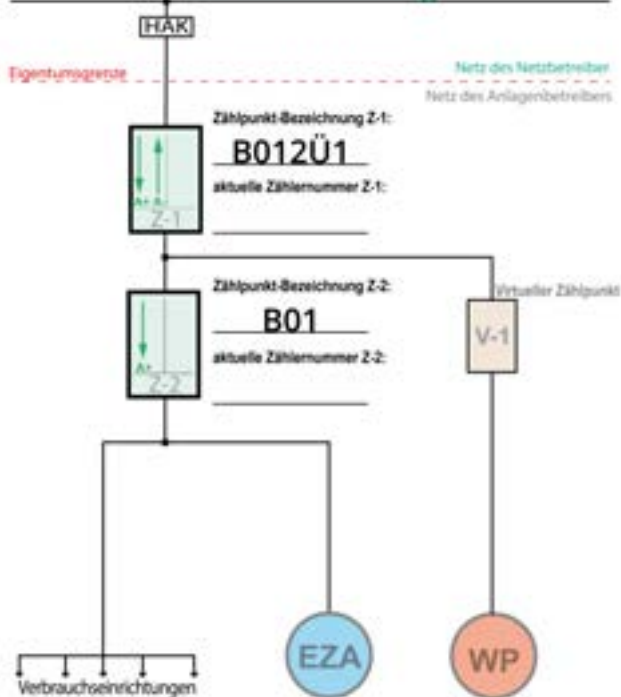 HAK
Eigentumsgrenze
Netz des Netzbetreiber
Netz des Anlagenbetreibers
Zählpunkt-Bezeichnung Z-1:
B012Ü1
aktuelle Zählernummer Z-1:
A+ A-
Z-1
Zählpunkt-Bezeichnung Z-2:
B01
aktuelle Zählernummer Z-2:
A+
Z-2
Virtueller Zählpunkt
V-1
EZA
WP
Verbrauchseinrichtungen